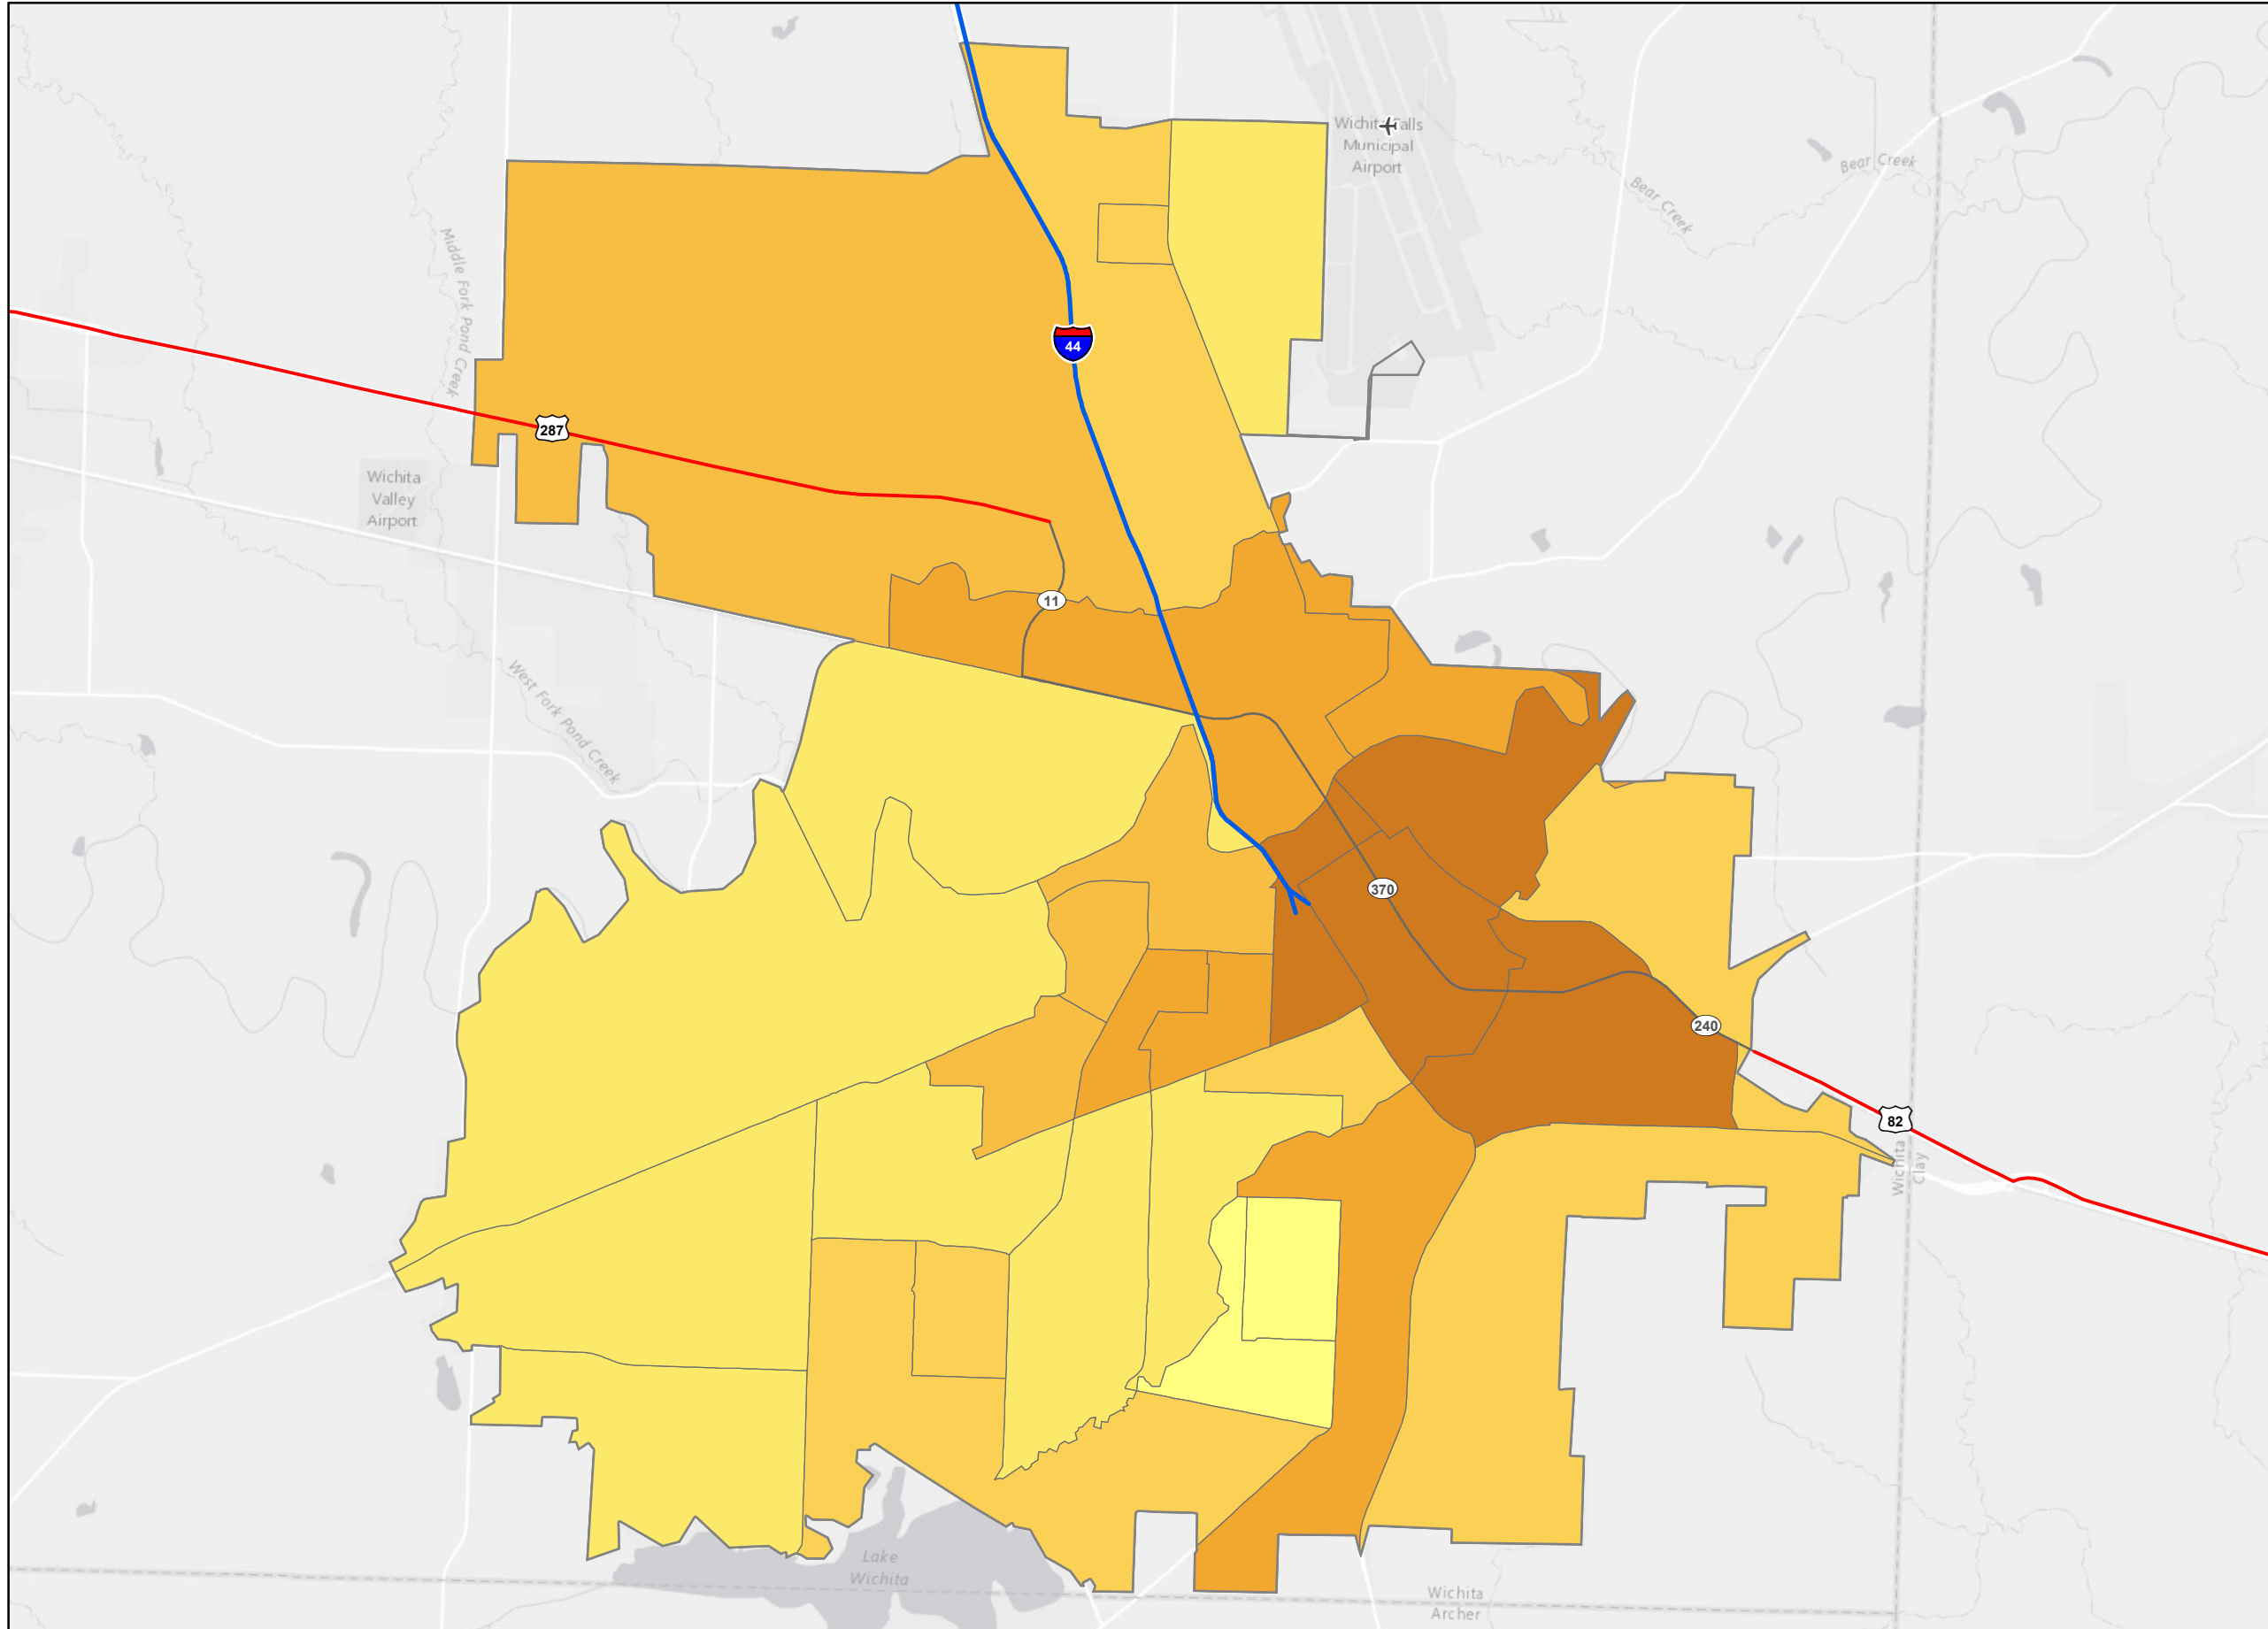 Wichita Falls
Municipal
Airport
Bear Creek
Bear Creek
Middle Fork Pond Creek
44
287
Wichita
Valley
Airport
11
West Fork Pond Creek
370
240
82
Wichita
Clay
Lake
Wichita
Wichita
Archer